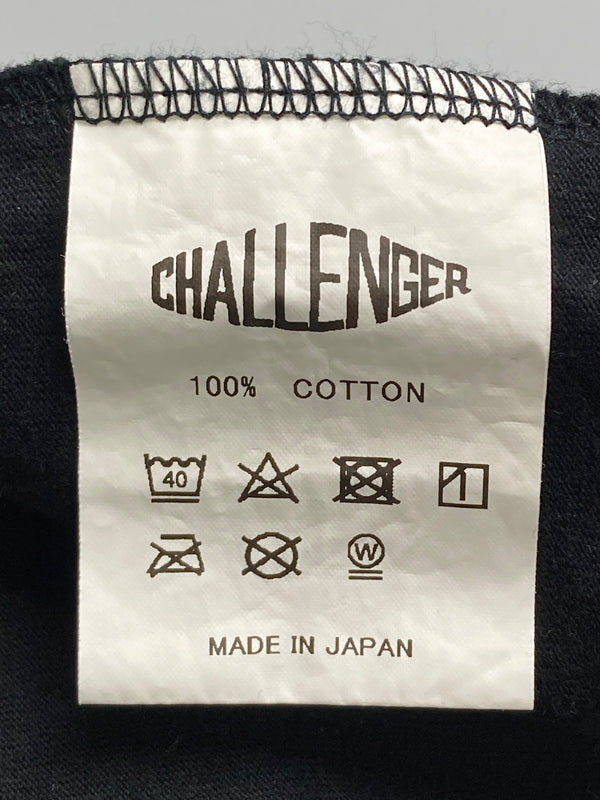 CHALLENGER
100% COTTON
40
W
MADE IN JAPAN